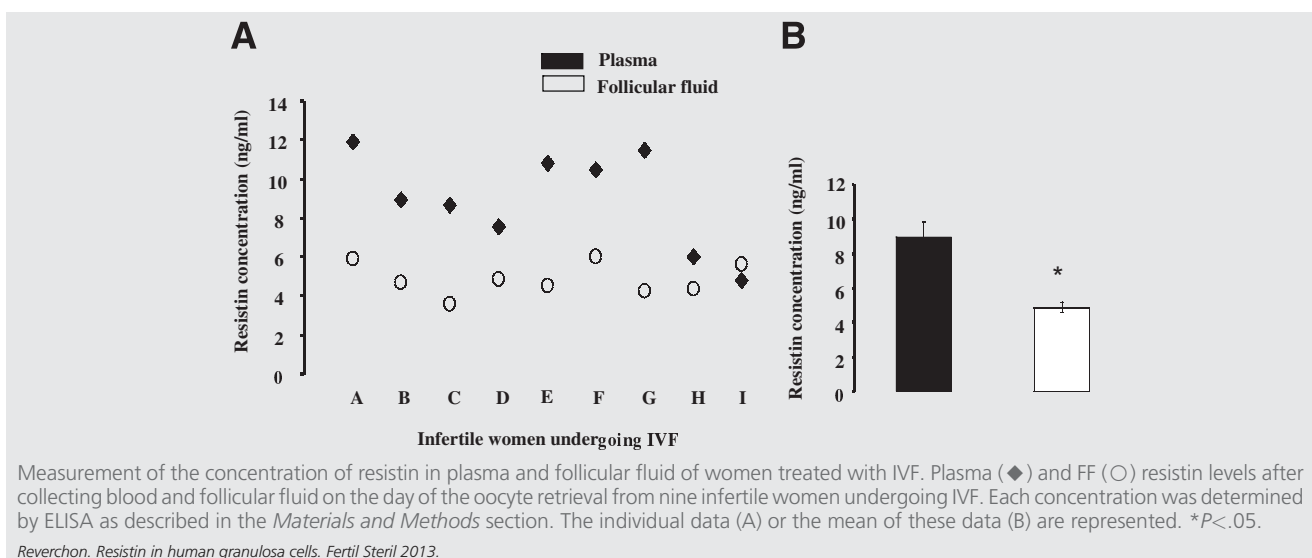 A
B
Plasma
Follicular fluid
Resistin concentration (ng/ml)
14
12
10
8
6
4
2
0
A B C D E F G H I
Infertile women undergoing IVF
Resistin concentration (ng/ml)
12
10
8
6
4
2
0
*
Measurement of the concentration of resistin in plasma and follicular fluid of women treated with IVF. Plasma (◆) and FF (○) resistin levels after
collecting blood and follicular fluid on the day of the oocyte retrieval from nine infertile women undergoing IVF. Each concentration was determined
by ELISA as described in the Materials and Methods section. The individual data (A) or the mean of these data (B) are represented. *P<.05.
Reverchon. Resistin in human granulosa cells. Fertil Steril 2013.